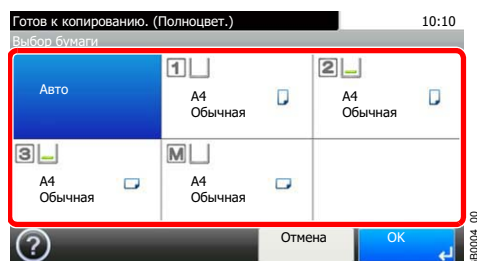 Готов к копированию. (Полноцвет.) 10:10
Выбор бумаги
Авто
1
A4
Обычная
2
A4
Обычная
3
A4
Обычная
M
A4
Обычная
?
Отмена
OK
B0004_00